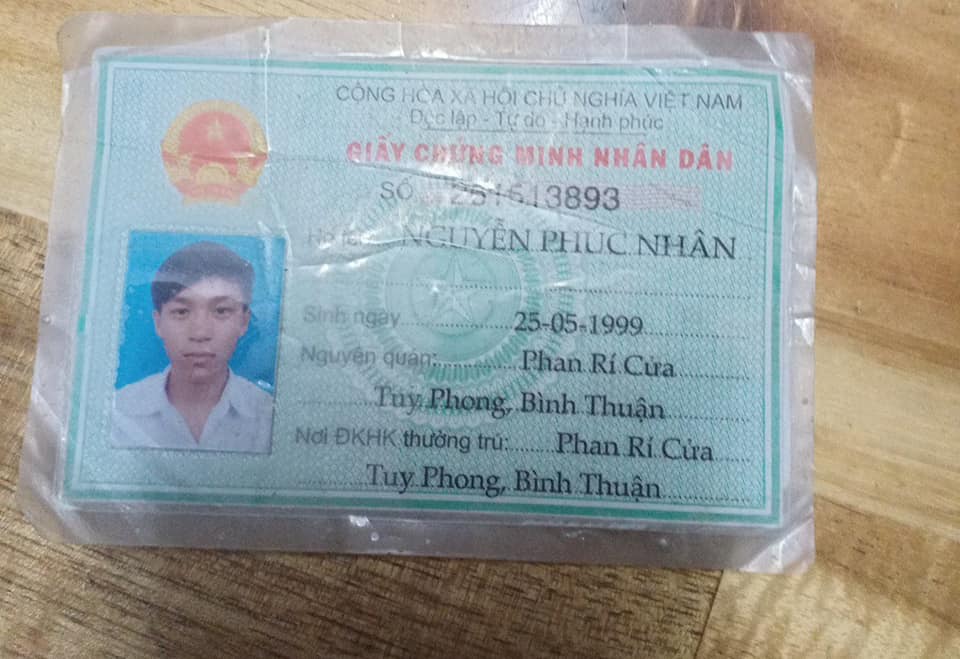 CỘNG HÒA XÃ HỘI CHỦ NGHĨA VIỆT NAM
Độc lập - Tự do - Hạnh phúc
GIẤY CHỨNG MINH NHÂN DÂN
SỐ 261513893
Họ tên NGUYỄN PHÚC NHÂN
Sinh ngày 25-05-1999
Nguyên quán: Phan Rí Cửa
Tuy Phong, Bình Thuận
Nơi ĐKHK thường trú: Phan Rí Cửa
Tuy Phong, Bình Thuận